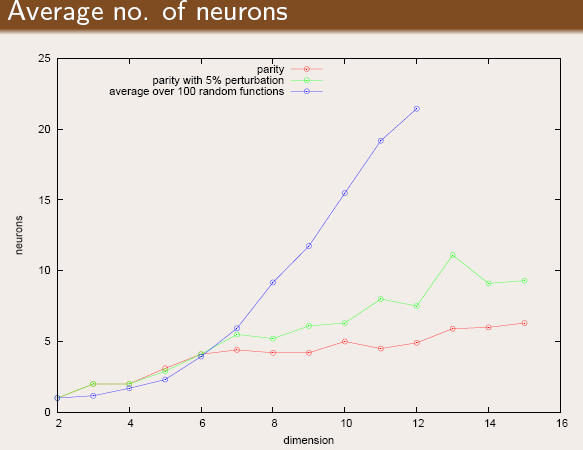 Average no. of neurons
parity
parity with 5% perturbation
average over 100 random functions
25
20
15
10
5
0
neurons
2 4 6 8 10 12 14 16
dimension